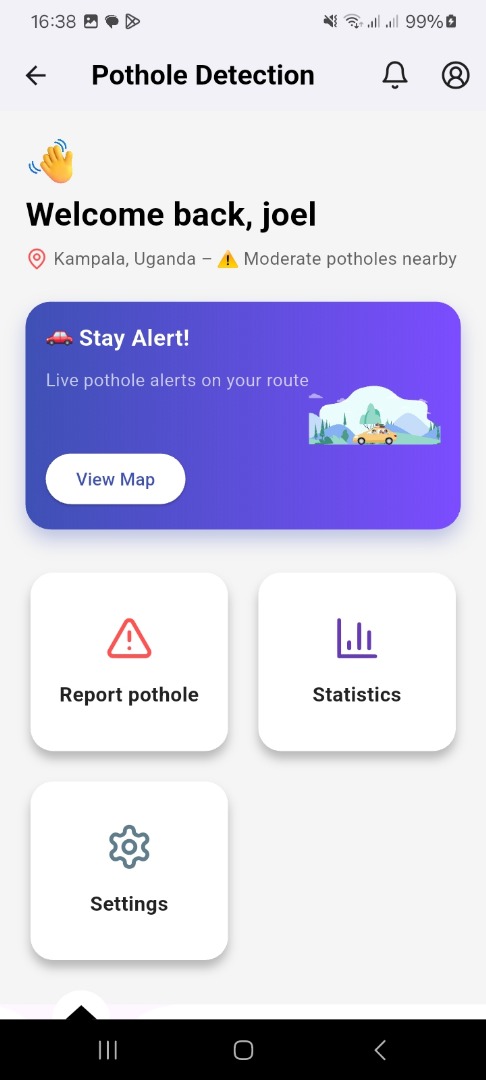 16:38 99%
Pothole Detection
Welcome back, joel
Kampala, Uganda – ⚠️ Moderate potholes nearby
🚗 Stay Alert!
Live pothole alerts on your route
View Map
Report pothole
Statistics
Settings